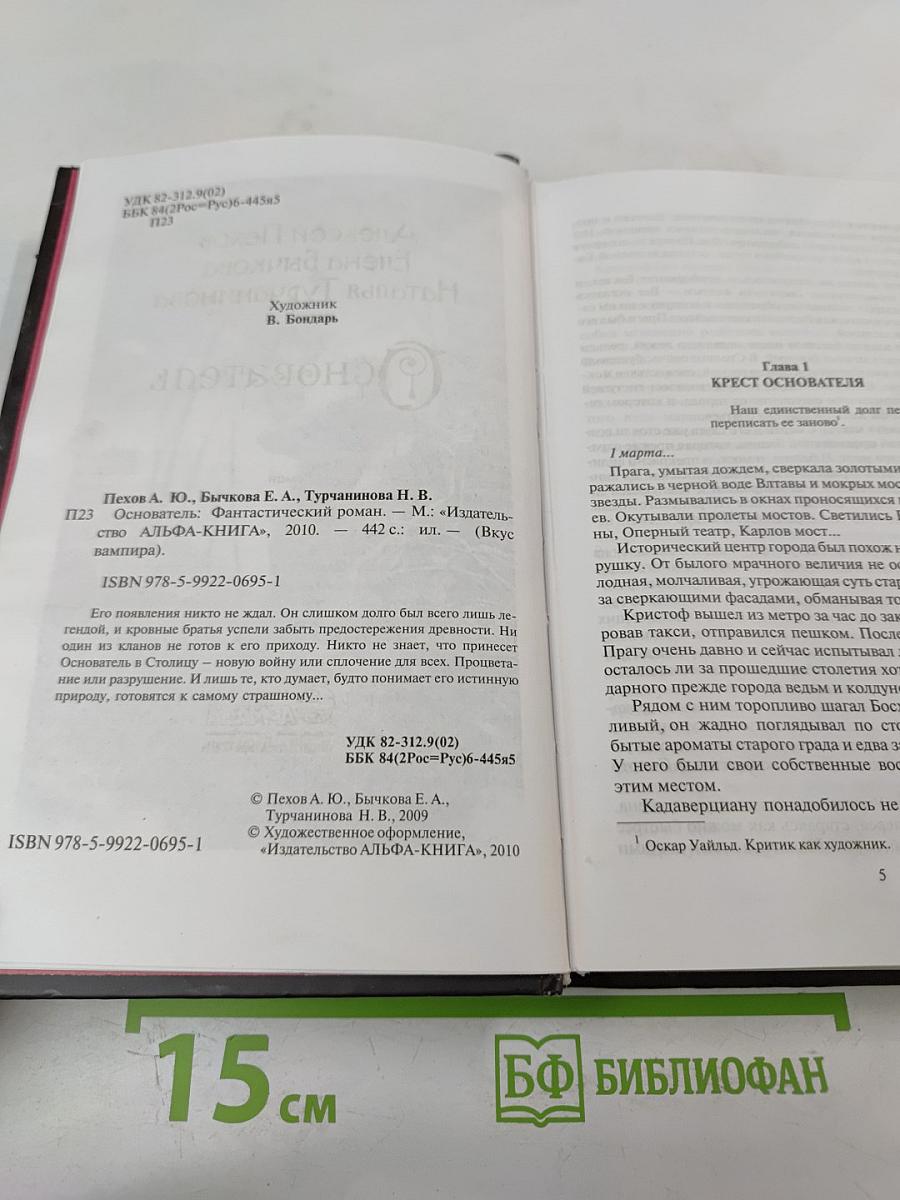 УДК 82-312.9(02)
ББК 84(2Рос=Рус)6-445я5
П23
Художник
В. Бондарь
Пехов А. Ю., Бычкова Е. А., Турчанинова Н. В.
П23 Основатель: Фантастический роман. — М.: «Издатель-
ство АЛЬФА-КНИГА», 2010. — 442 с.: ил. — (Вкус
вампира).
ISBN 978-5-9922-0695-1
Его появления никто не ждал. Он слишком долго был всего лишь ле-
гендой, и кровные братья успели забыть предостережения древности. Ни
один из кланов не готов к его приходу. Никто не знает, что принесет
Основатель в Столицу — новую войну или сплочение для всех. Процвета-
ние или разрушение. И лишь те, кто думает, будто понимает его истинную
природу, готовятся к самому страшному...
УДК 82-312.9(02)
ББК 84(2Рос=Рус)6-445я5
© Пехов А. Ю., Бычкова Е. А.,
Турчанинова Н. В., 2009
© Художественное оформление,
«Издательство АЛЬФА-КНИГА», 2010
ISBN 978-5-9922-0695-1
Глава 1
КРЕСТ ОСНОВАТЕЛЯ
Наш единственный долг пе
переписать ее заново¹.
1 марта...
Прага, умытая дождем, сверкала золотыми
ражались в черной воде Влтавы и мокрых мос
звезды. Размывались в окнах проносящихся
ев. Окутывали пролеты мостов. Светились
ны, Оперный театр, Карлов мост...
Исторический центр города был похож н
рушку. От былого мрачного величия не ос
лодная, молчаливая, угрожающая суть стар
за сверкающими фасадами, обманывая то
Кристоф вышел из метро за час до зак
ровав такси, отправился пешком. После
Прагу очень давно и сейчас испытывал
осталось ли за прошедшие столетия хот
дарного прежде города ведьм и колдун
Рядом с ним торопливо шагал Босх
ливый, он жадно поглядывал по сто
бытые ароматы старого града и едва з
У него были свои собственные вос
этим местом.
Кадаверциану понадобилось не
¹ Оскар Уайльд. Критик как художник.
5
15 см
БФ БИБЛИОФАН